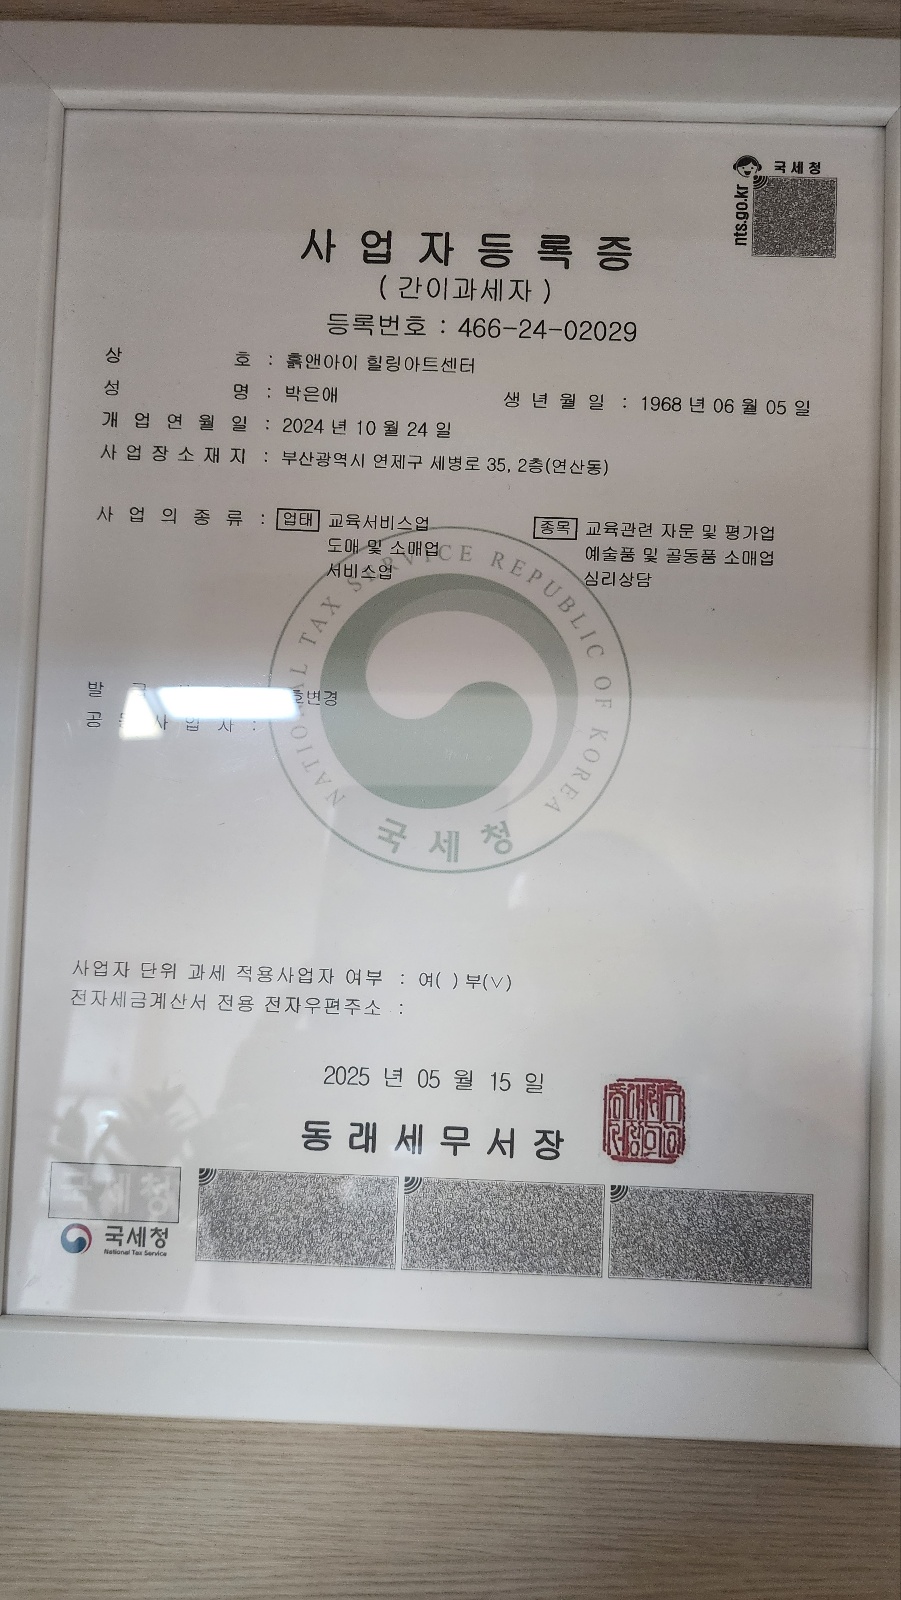 국세청
nts.go.kr
사업자등록증
( 간이과세자 )
등록번호 : 466-24-02029
상 호 : 흙앤아이 힐링아트센터
성 명 : 박은애 생 년 월 일 : 1968 년 06 월 05 일
개 업 연 월 일 : 2024 년 10 월 24 일
사 업 장 소 재 지 : 부산광역시 연제구 세병로 35, 2층(연산동)
사 업 의 종 류 : 업태 교육서비스업 종목 교육관련 자문 및 평가업
도매 및 소매업 예술품 및 골동품 소매업
서비스업 심리상담
NATIONAL TAX SERVICE REPUBLIC OF KOREA
발 호변경
공 사 업 자 :
국세청
사업자 단위 과세 적용사업자 여부 : 여( ) 부(∨)
전자세금계산서 전용 전자우편주소 :
2025 년 05 월 15 일
동래세무서장
국세청
국세청
National Tax Service